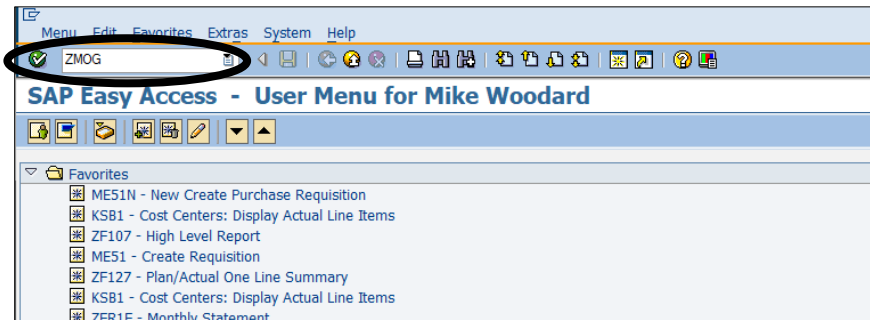 Menu Edit Favorites Extras System Help
ZMOG
SAP Easy Access - User Menu for Mike Woodard
Favorites
ME51N - New Create Purchase Requisition
KSB1 - Cost Centers: Display Actual Line Items
ZF107 - High Level Report
ME51 - Create Requisition
ZF127 - Plan/Actual One Line Summary
KSB1 - Cost Centers: Display Actual Line Items
- Monthly Statement